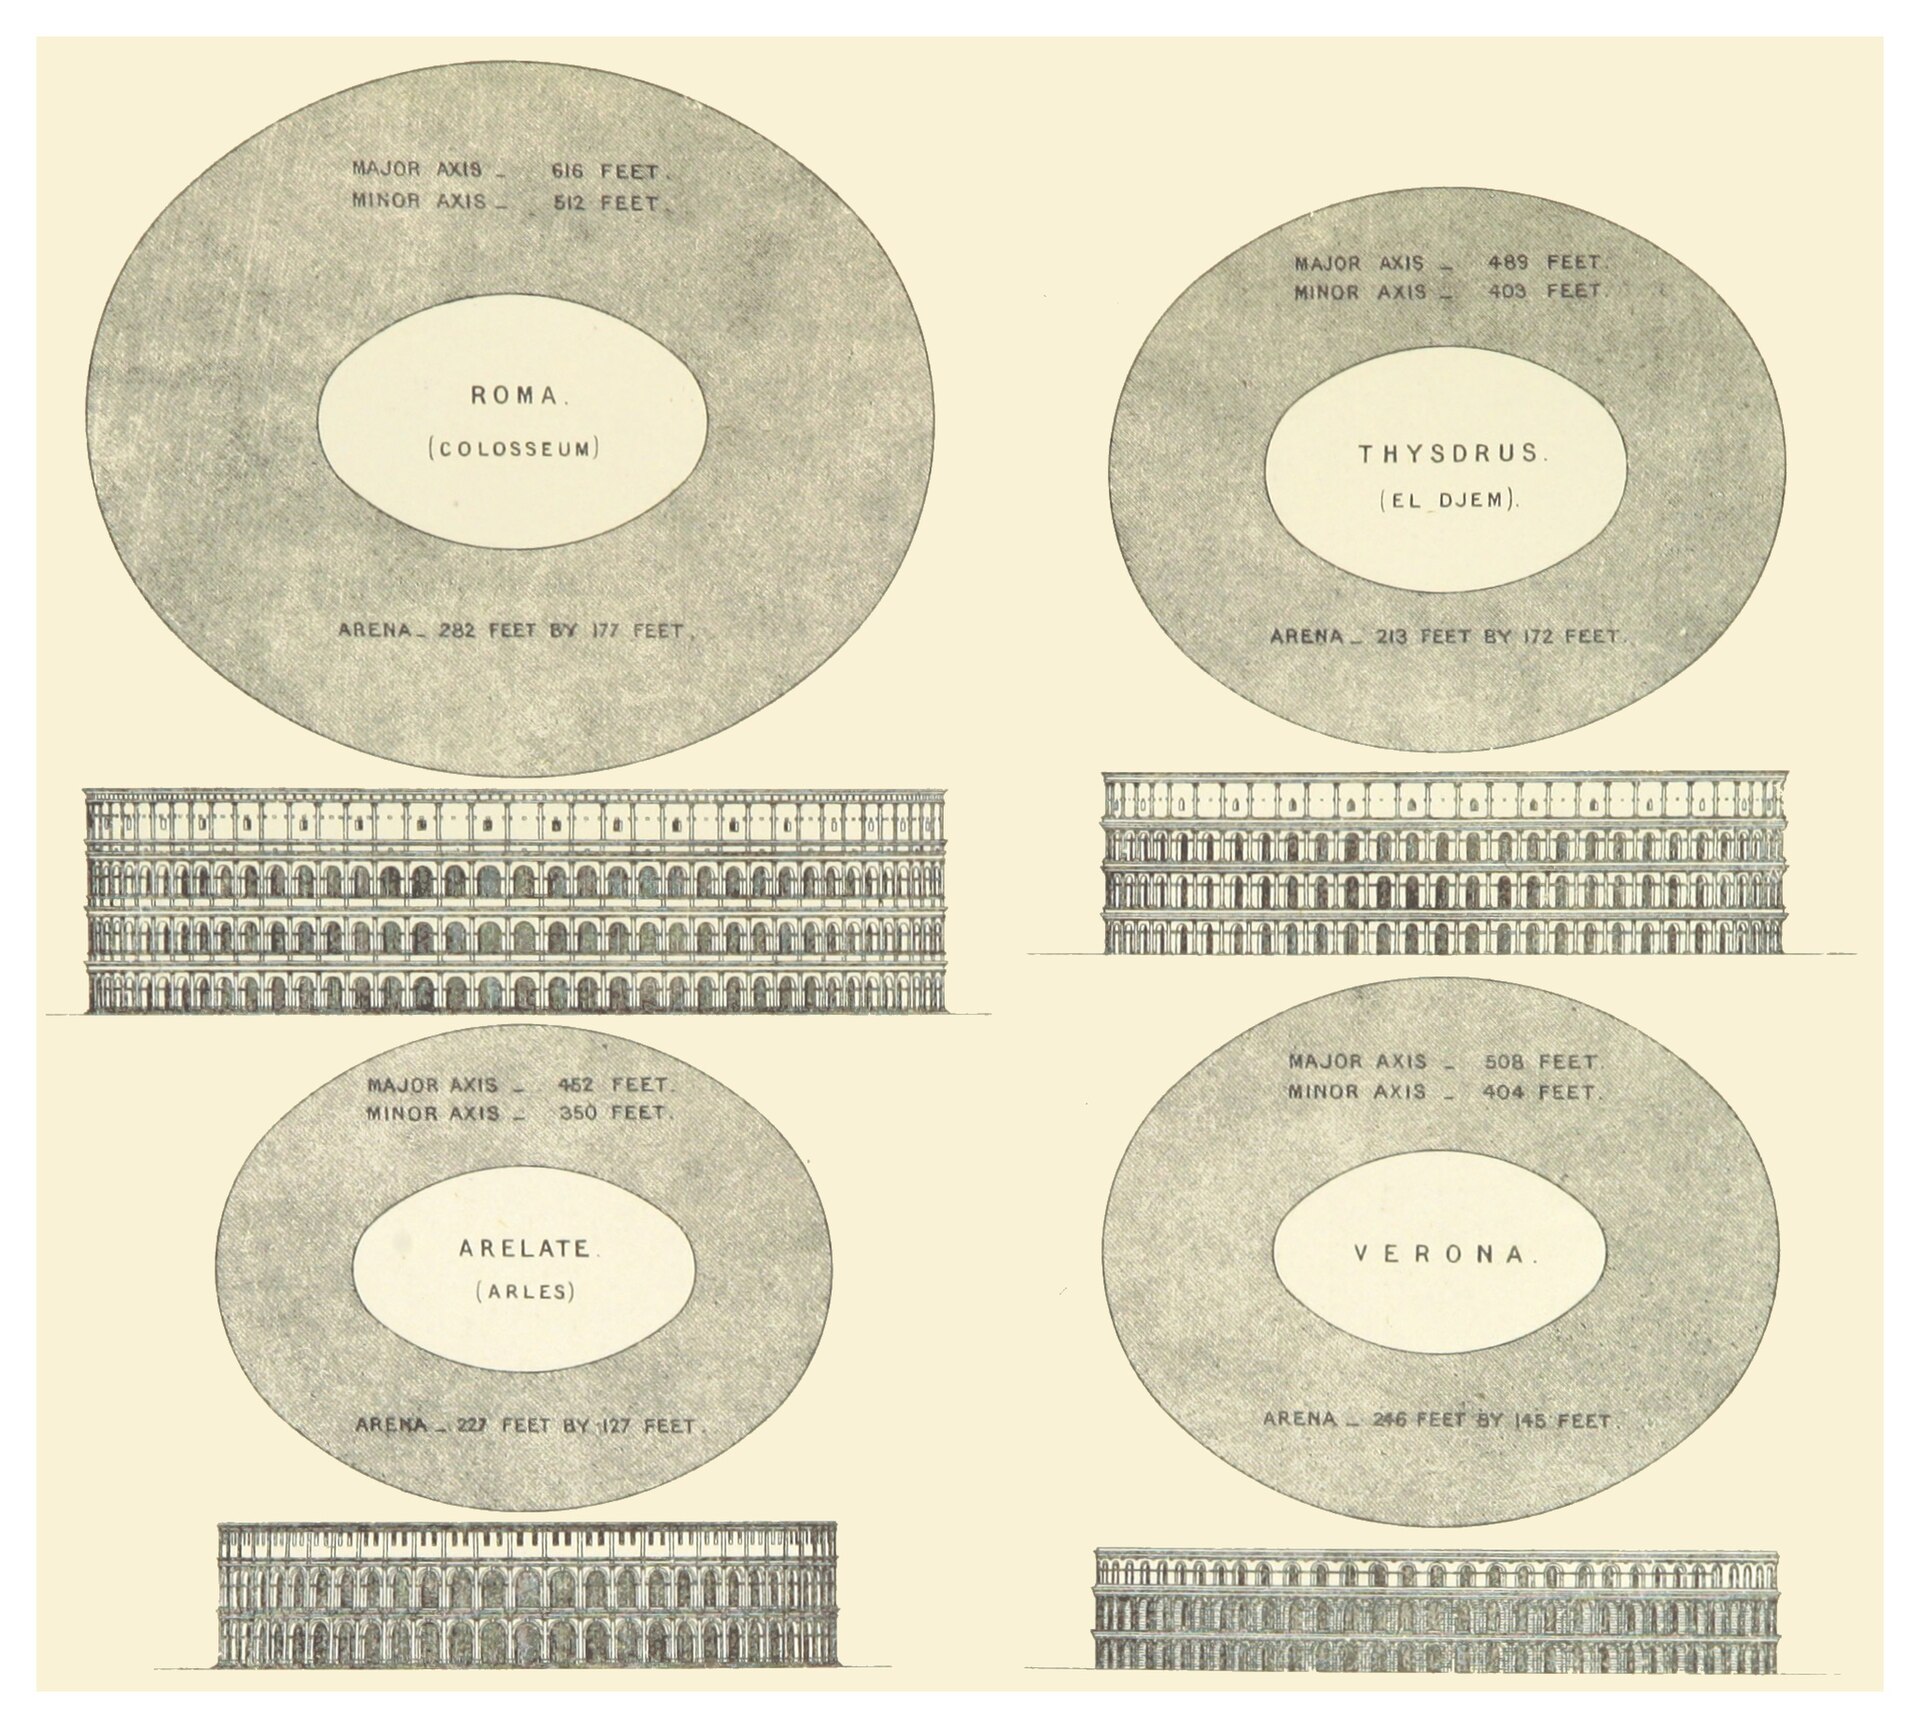 MAJOR AXIS _ 616 FEET.
MINOR AXIS _ 512 FEET.
ROMA.
(COLOSSEUM)
ARENA_ 282 FEET BY 177 FEET.
MAJOR AXIS _ 489 FEET.
MINOR AXIS _ 403 FEET.
THYSDRUS.
(EL_DJEM).
ARENA_ 213 FEET BY 172 FEET.
MAJOR AXIS _ 452 FEET.
MINOR AXIS _ 350 FEET.
ARELATE.
(ARLES)
ARENA_ 227 FEET BY 127 FEET.
MAJOR AXIS _ 508 FEET.
MINOR AXIS _ 404 FEET.
VERONA.
ARENA _ 246 FEET BY 145 FEET.